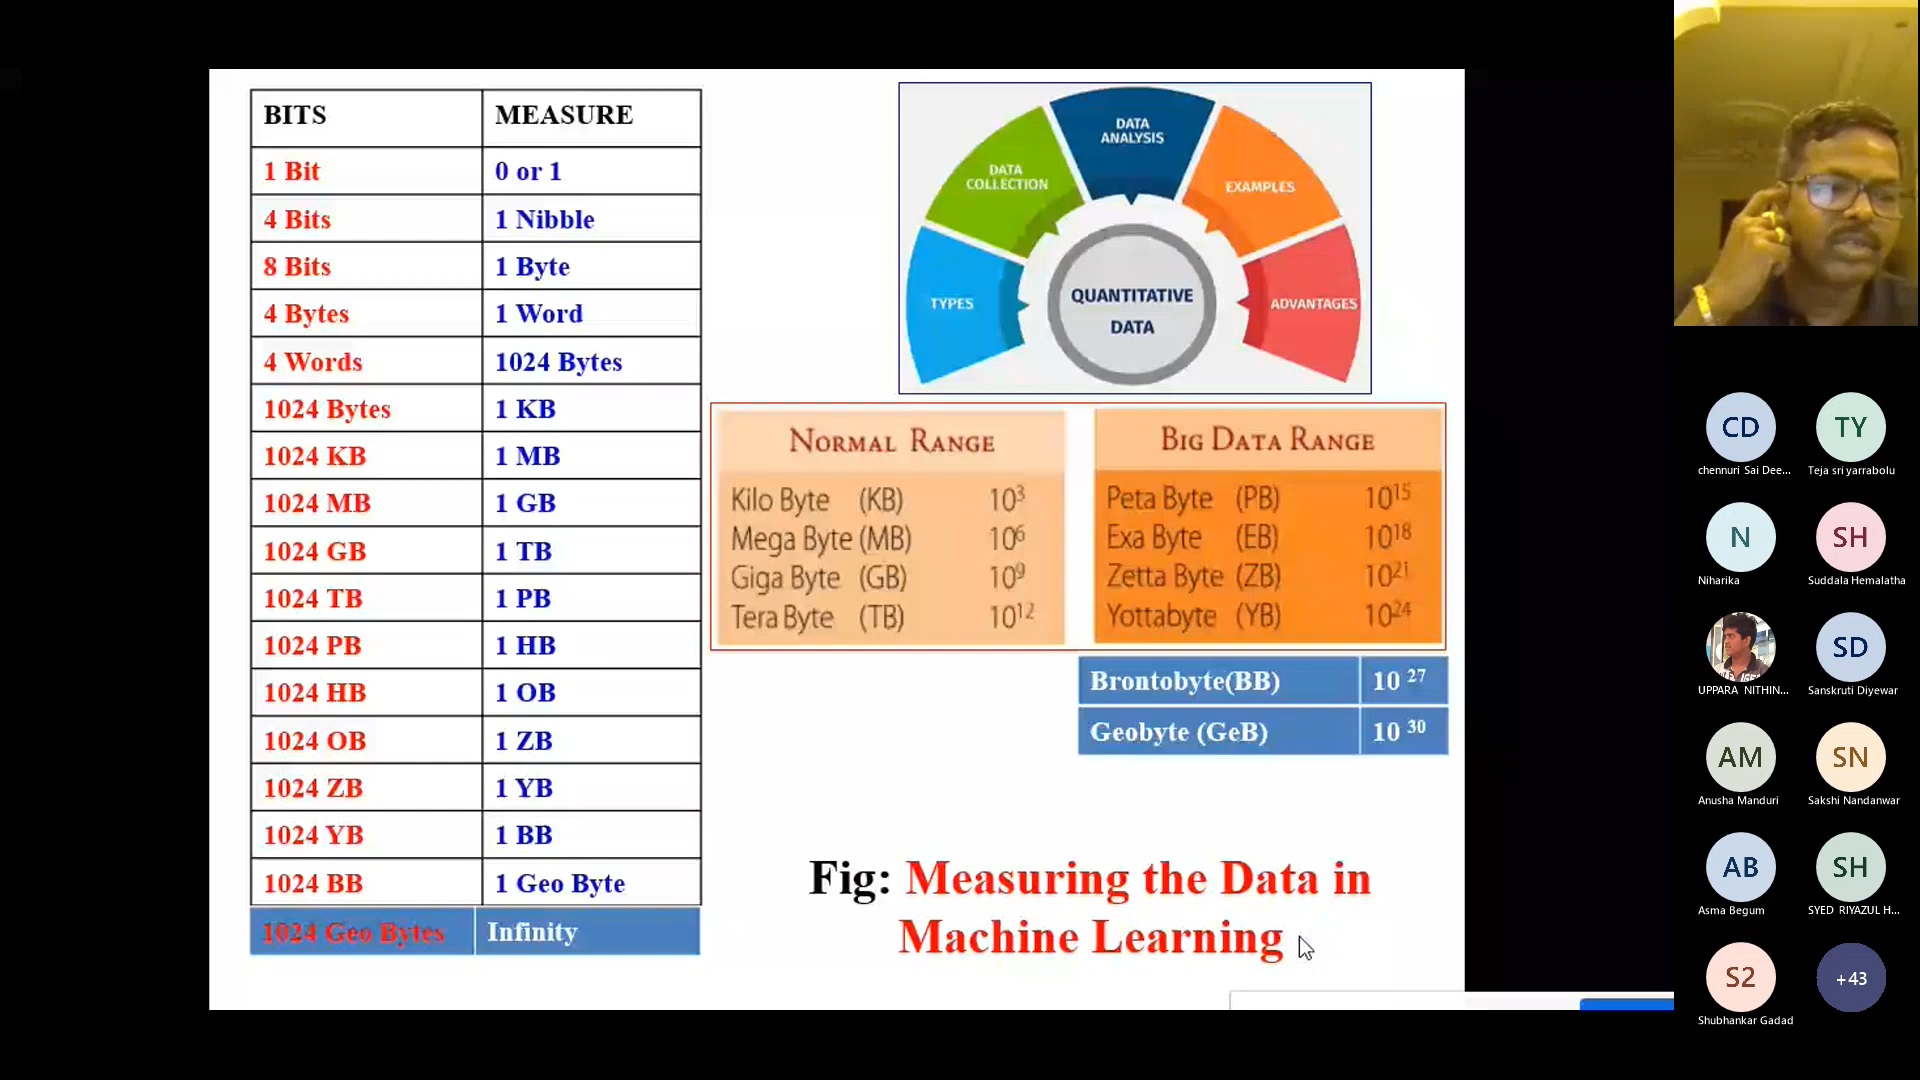 BITS MEASURE
1 Bit 0 or 1
4 Bits 1 Nibble
8 Bits 1 Byte
4 Bytes 1 Word
4 Words 1024 Bytes
1024 Bytes 1 KB
1024 KB 1 MB
1024 MB 1 GB
1024 GB 1 TB
1024 TB 1 PB
1024 PB 1 HB
1024 HB 1 OB
1024 OB 1 ZB
1024 ZB 1 YB
1024 YB 1 BB
1024 BB 1 Geo Byte
1024 Geo Bytes Infinity
TYPES
DATA
COLLECTION
DATA
ANALYSIS
EXAMPLES
ADVANTAGES
QUANTITATIVE
DATA
NORMAL RANGE
Kilo Byte (KB) 10³
Mega Byte (MB) 10⁶
Giga Byte (GB) 10⁹
Tera Byte (TB) 10¹²
BIG DATA RANGE
Peta Byte (PB) 10¹⁵
Exa Byte (EB) 10¹⁸
Zetta Byte (ZB) 10²¹
Yottabyte (YB) 10²⁴
Brontobyte(BB) 10 ²⁷
Geobyte (GeB) 10 ³⁰
Fig: Measuring the Data in
Machine Learning
CD TY
chennuri Sai Dee... Teja sri yarrabolu
N SH
Niharika Suddala Hemalatha
SD
UPPARA NITHIN... Sanskruti Diyewar
AM SN
Anusha Manduri Sakshi Nandanwar
AB SH
Asma Begum SYED RIYAZUL H...
S2 +43
Shubhankar Gadad